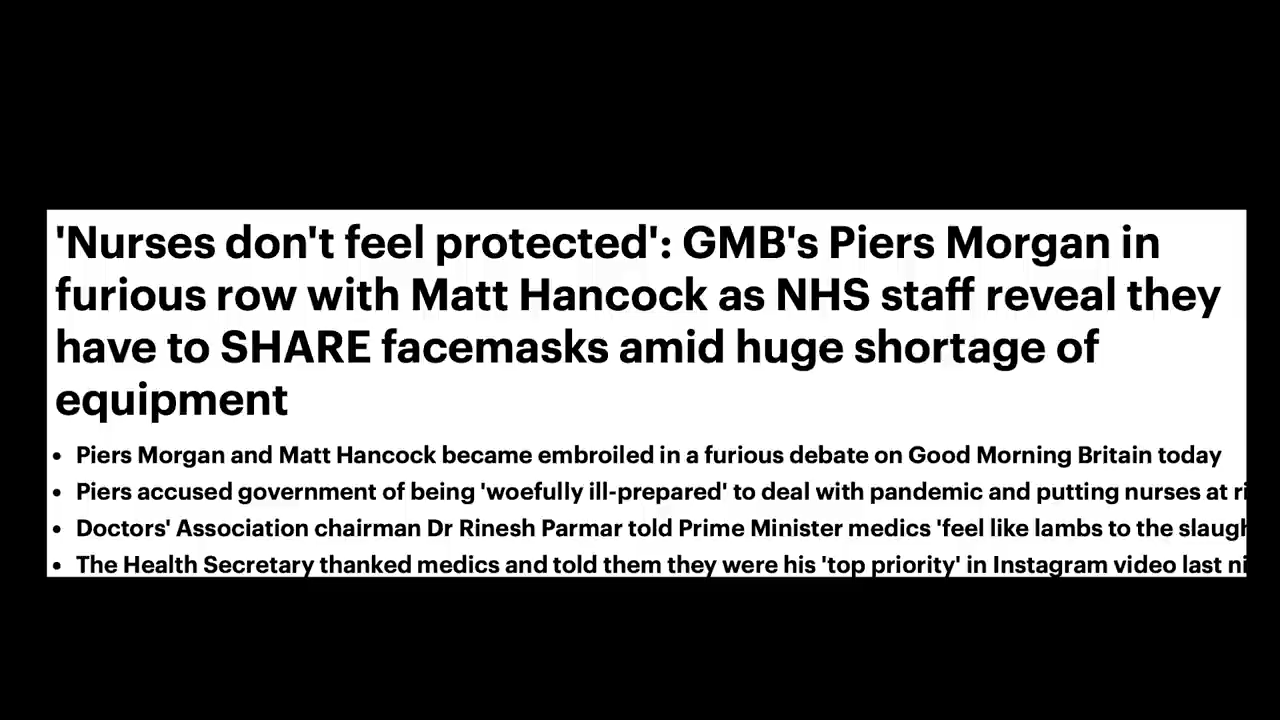 'Nurses don't feel protected': GMB's Piers Morgan in
furious row with Matt Hancock as NHS staff reveal they
have to SHARE facemasks amid huge shortage of
equipment
• Piers Morgan and Matt Hancock became embroiled in a furious debate on Good Morning Britain today
• Piers accused government of being 'woefully ill-prepared' to deal with pandemic and putting nurses at
• Doctors' Association chairman Dr Rinesh Parmar told Prime Minister medics 'feel like lambs to the
• The Health Secretary thanked medics and told them they were his 'top priority' in Instagram video last